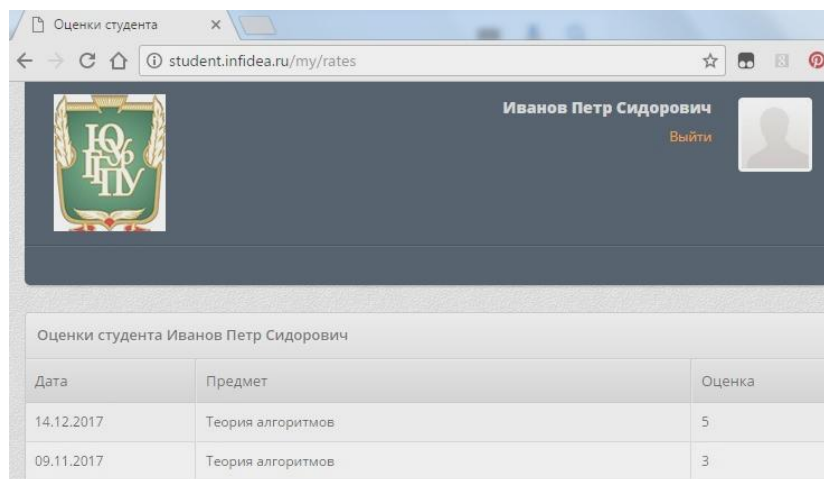 Оценки студента
student.infidea.ru/my/rates
Иванов Петр Сидорович
Выйти
Оценки студента Иванов Петр Сидорович
Дата Предмет Оценка
14.12.2017 Теория алгоритмов 5
09.11.2017 Теория алгоритмов 3